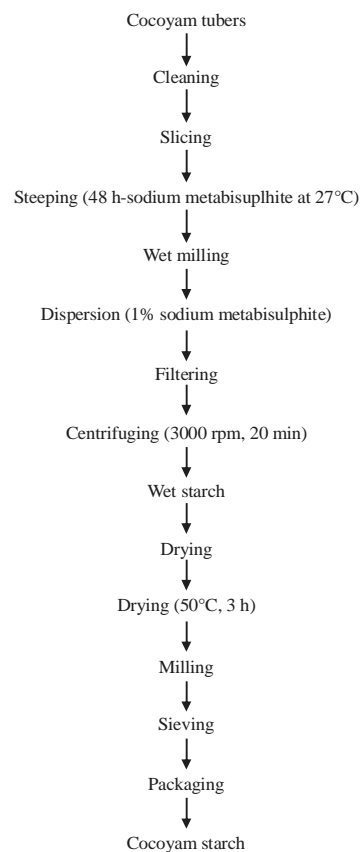 Cocoyam tubers
Cleaning
Slicing
Steeping (48 h-sodium metabisuplhite at 27°C)
Wet milling
Dispersion (1% sodium metabisulphite)
Filtering
Centrifuging (3000 rpm, 20 min)
Wet starch
Drying
Drying (50°C, 3 h)
Milling
Sieving
Packaging
Cocoyam starch